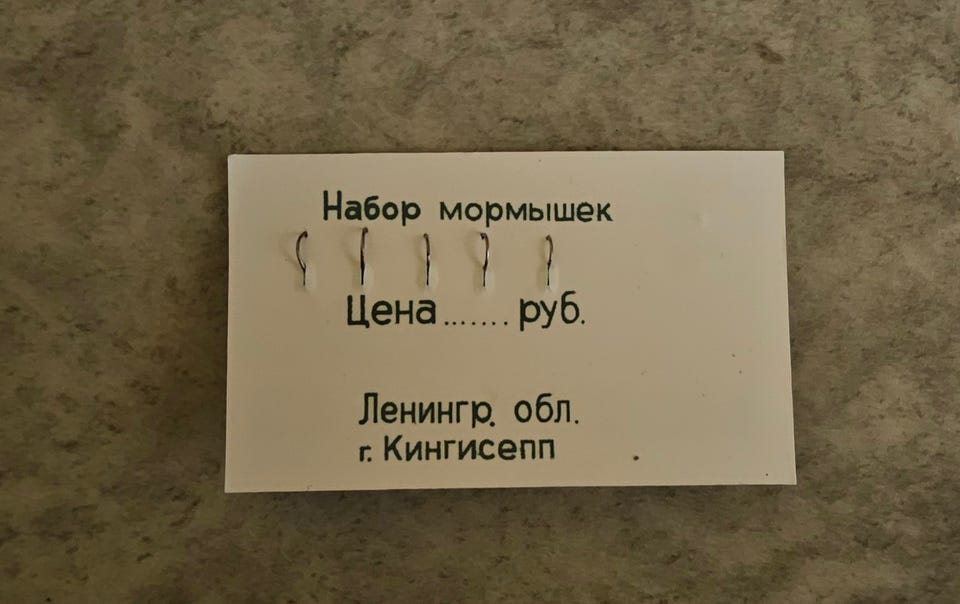 Набор мормышек
Цена....... руб.
Ленингр. обл.
г. Кингисепп